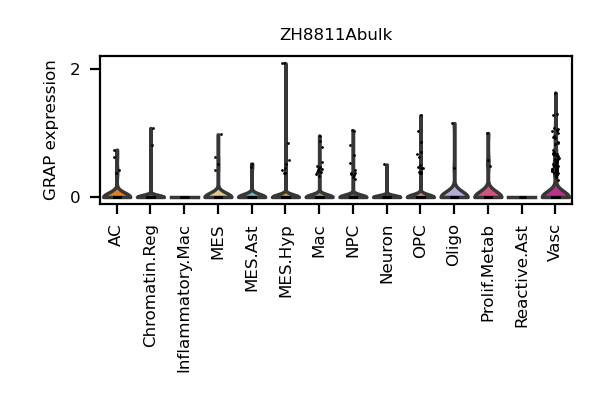 ZH8811Abulk
GRAP expression
2
0
AC
Chromatin.Reg
Inflammatory.Mac
MES
MES.Ast
MES.Hyp
Mac
NPC
Neuron
OPC
Oligo
Prolif.Metab
Reactive.Ast
Vasc